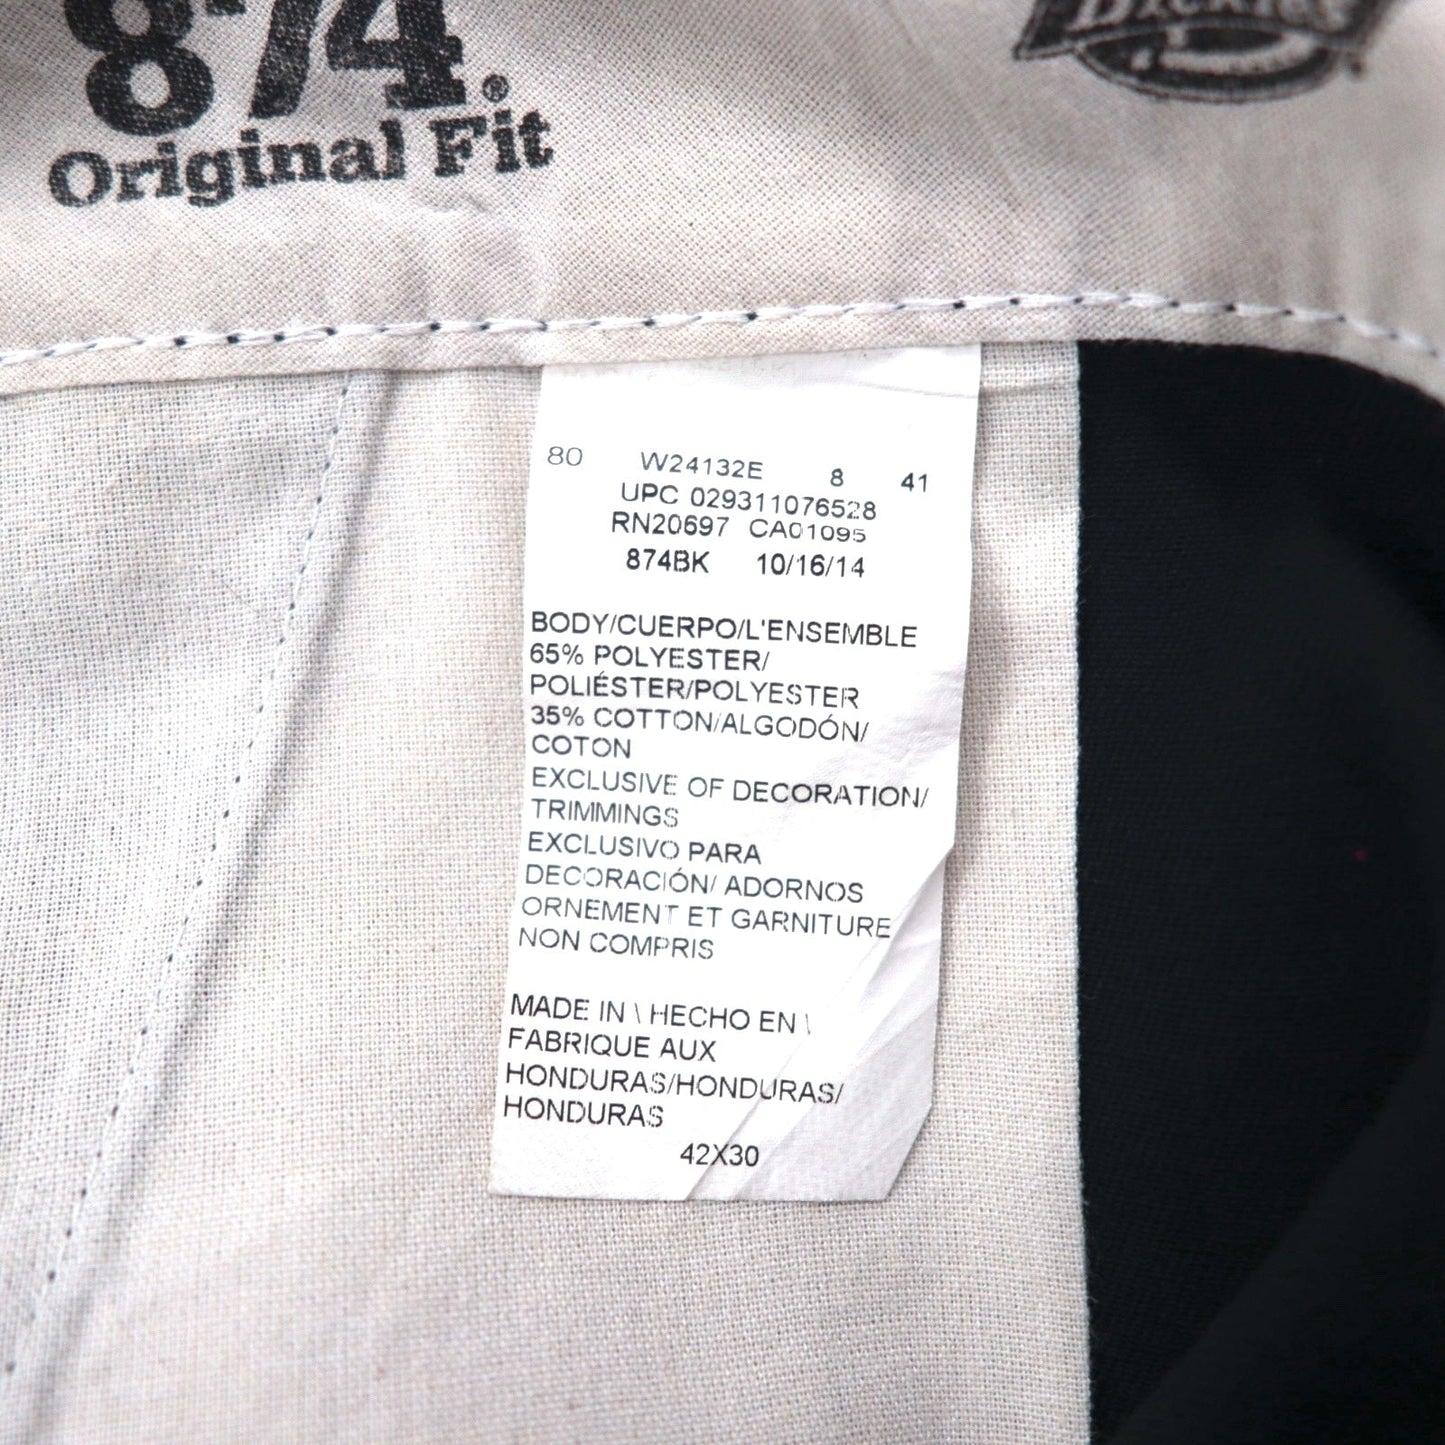 874®
Original Fit
DICKIES
80 W24132E 8 41
UPC 029311076528
RN20697 CA01095
874BK 10/16/14
BODY/CUERPO/L'ENSEMBLE
65% POLYESTER/
POLIÉSTER/POLYESTER
35% COTTON/ALGODÓN/
COTON
EXCLUSIVE OF DECORATION/
TRIMMINGS
EXCLUSIVO PARA
DECORACIÓN/ ADORNOS
ORNEMENT ET GARNITURE
NON COMPRIS
MADE IN \ HECHO EN \
FABRIQUE AUX
HONDURAS/HONDURAS/
HONDURAS
42X30